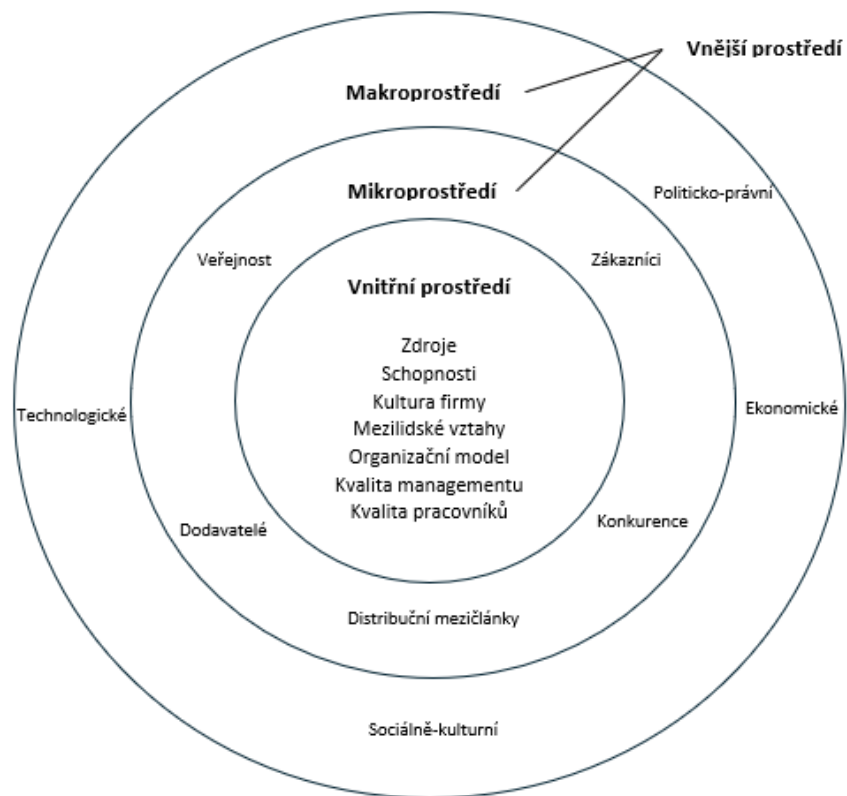 Vnější prostředí
Makroprostředí
Mikroprostředí
Politicko-právní
Veřejnost
Zákazníci
Vnitřní prostředí
Zdroje
Schopnosti
Kultura firmy
Mezilidské vztahy
Organizační model
Kvalita managementu
Kvalita pracovníků
Technologické
Ekonomické
Dodavatelé
Konkurence
Distribuční mezičlánky
Sociálně-kulturní